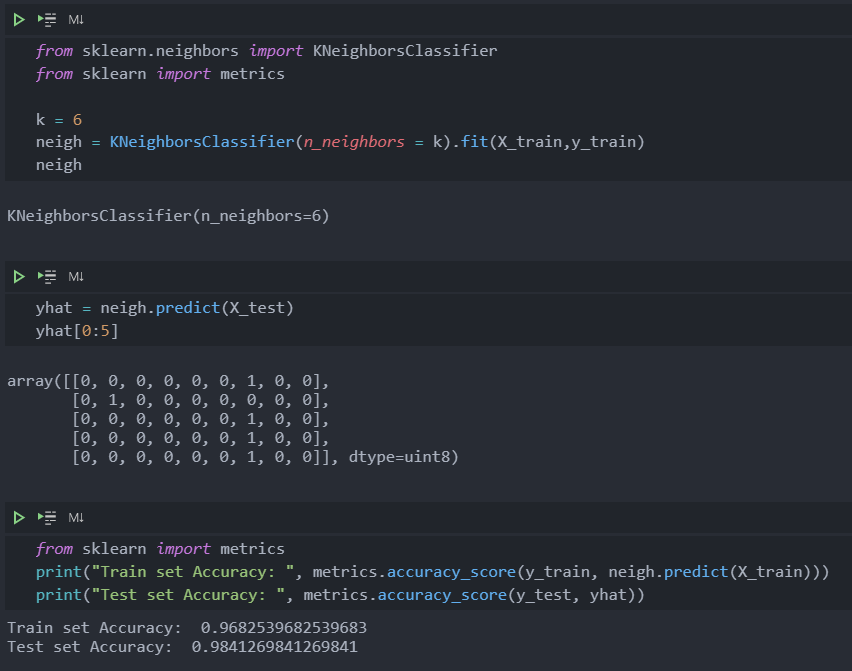 M↓
from sklearn.neighbors import KNeighborsClassifier
from sklearn import metrics
k = 6
neigh = KNeighborsClassifier(n_neighbors = k).fit(X_train,y_train)
neigh
KNeighborsClassifier(n_neighbors=6)
M↓
yhat = neigh.predict(X_test)
yhat[0:5]
array([[0, 0, 0, 0, 0, 0, 1, 0, 0],
[0, 1, 0, 0, 0, 0, 0, 0, 0],
[0, 0, 0, 0, 0, 0, 1, 0, 0],
[0, 0, 0, 0, 0, 0, 1, 0, 0],
[0, 0, 0, 0, 0, 0, 1, 0, 0]], dtype=uint8)
M↓
from sklearn import metrics
print("Train set Accuracy: ", metrics.accuracy_score(y_train, neigh.predict(X_train)))
print("Test set Accuracy: ", metrics.accuracy_score(y_test, yhat))
Train set Accuracy:  0.9682539682539683
Test set Accuracy:  0.9841269841269841